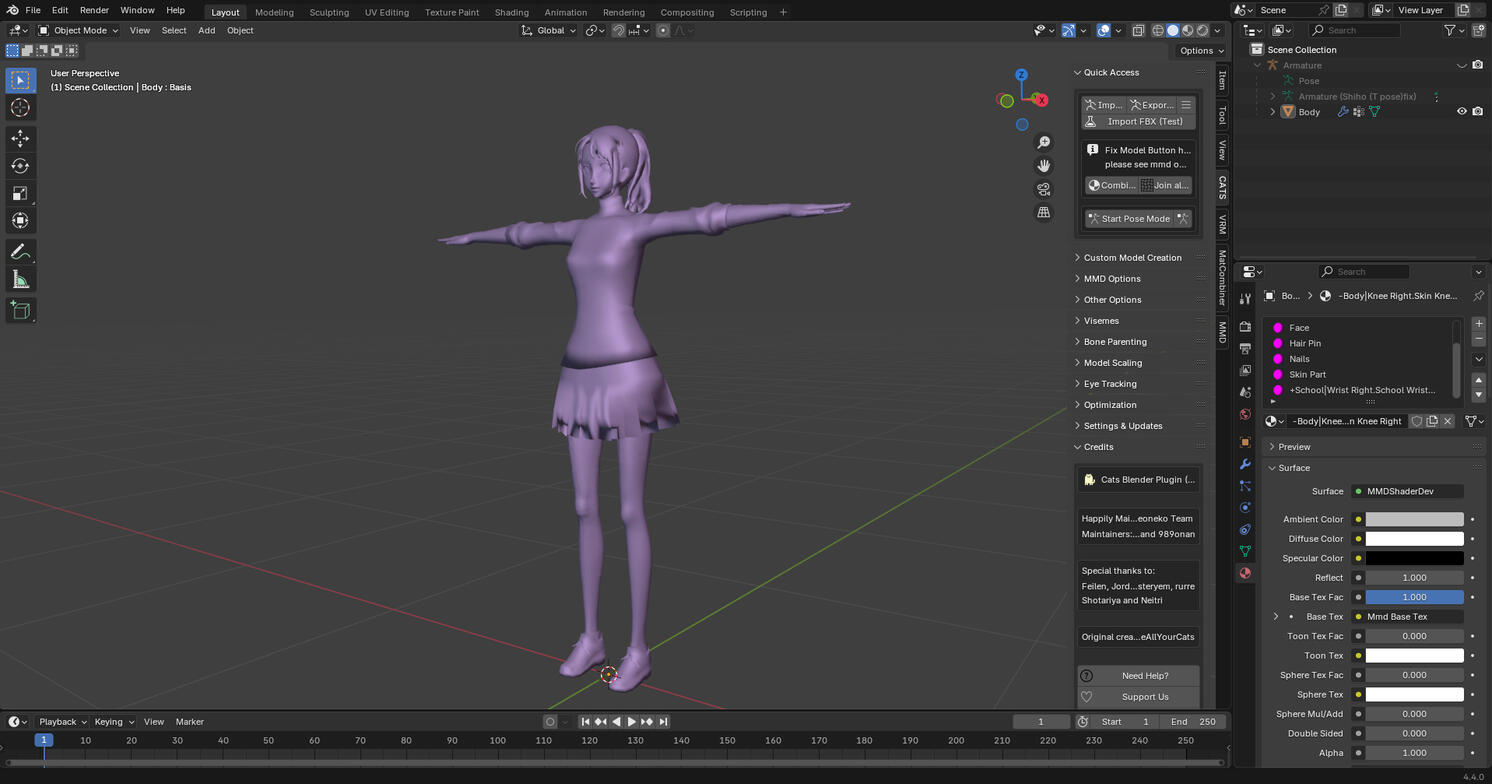 File Edit Render Window Help Layout Modeling Sculpting UV Editing Texture Paint Shading Animation Rendering Compositing Scripting + Scene View Layer
Object Mode View Select Add Object Global Search
Options
User Perspective
(1) Scene Collection | Body : Basis
Z
X
Quick Access
Imp... Expor...
Import FBX (Test)
Fix Model Button h...
please see mmd o...
Combi... Join al...
Start Pose Mode
Custom Model Creation
MMD Options
Other Options
Visemes
Bone Parenting
Model Scaling
Eye Tracking
Optimization
Settings & Updates
Credits
Cats Blender Plugin (...
Happily Mai...eoneko Team
Maintainers:...and 989onan
Special thanks to:
Feilen, Jord...steryem, rurre
Shotariya and Neitri
Original crea...eAllYourCats
Need Help?
Support Us
Item
Tool
View
CATS
VRM
MatCombiner
MMD
Scene Collection
Armature
Pose
Armature (Shiho (T pose)fix)
Body
Search
Bo... -Body|Knee Right.Skin Kne...
Face
Hair Pin
Nails
Skin Part
+School|Wrist Right.School Wrist...
-Body|Knee...n Knee Right
Preview
Surface
Surface MMDShaderDev
Ambient Color
Diffuse Color
Specular Color
Reflect 1.000
Base Tex Fac 1.000
Base Tex Mmd Base Tex
Toon Tex Fac 0.000
Toon Tex
Sphere Tex Fac 0.000
Sphere Tex
Sphere Mul/Add 0.000
Double Sided 0.000
Alpha 1.000
Playback Keying View Marker 1 Start 1 End 250
1 10 20 30 40 50 60 70 80 90 100 110 120 130 140 150 160 170 180 190 200 210 220 230 240 250
4.4.0